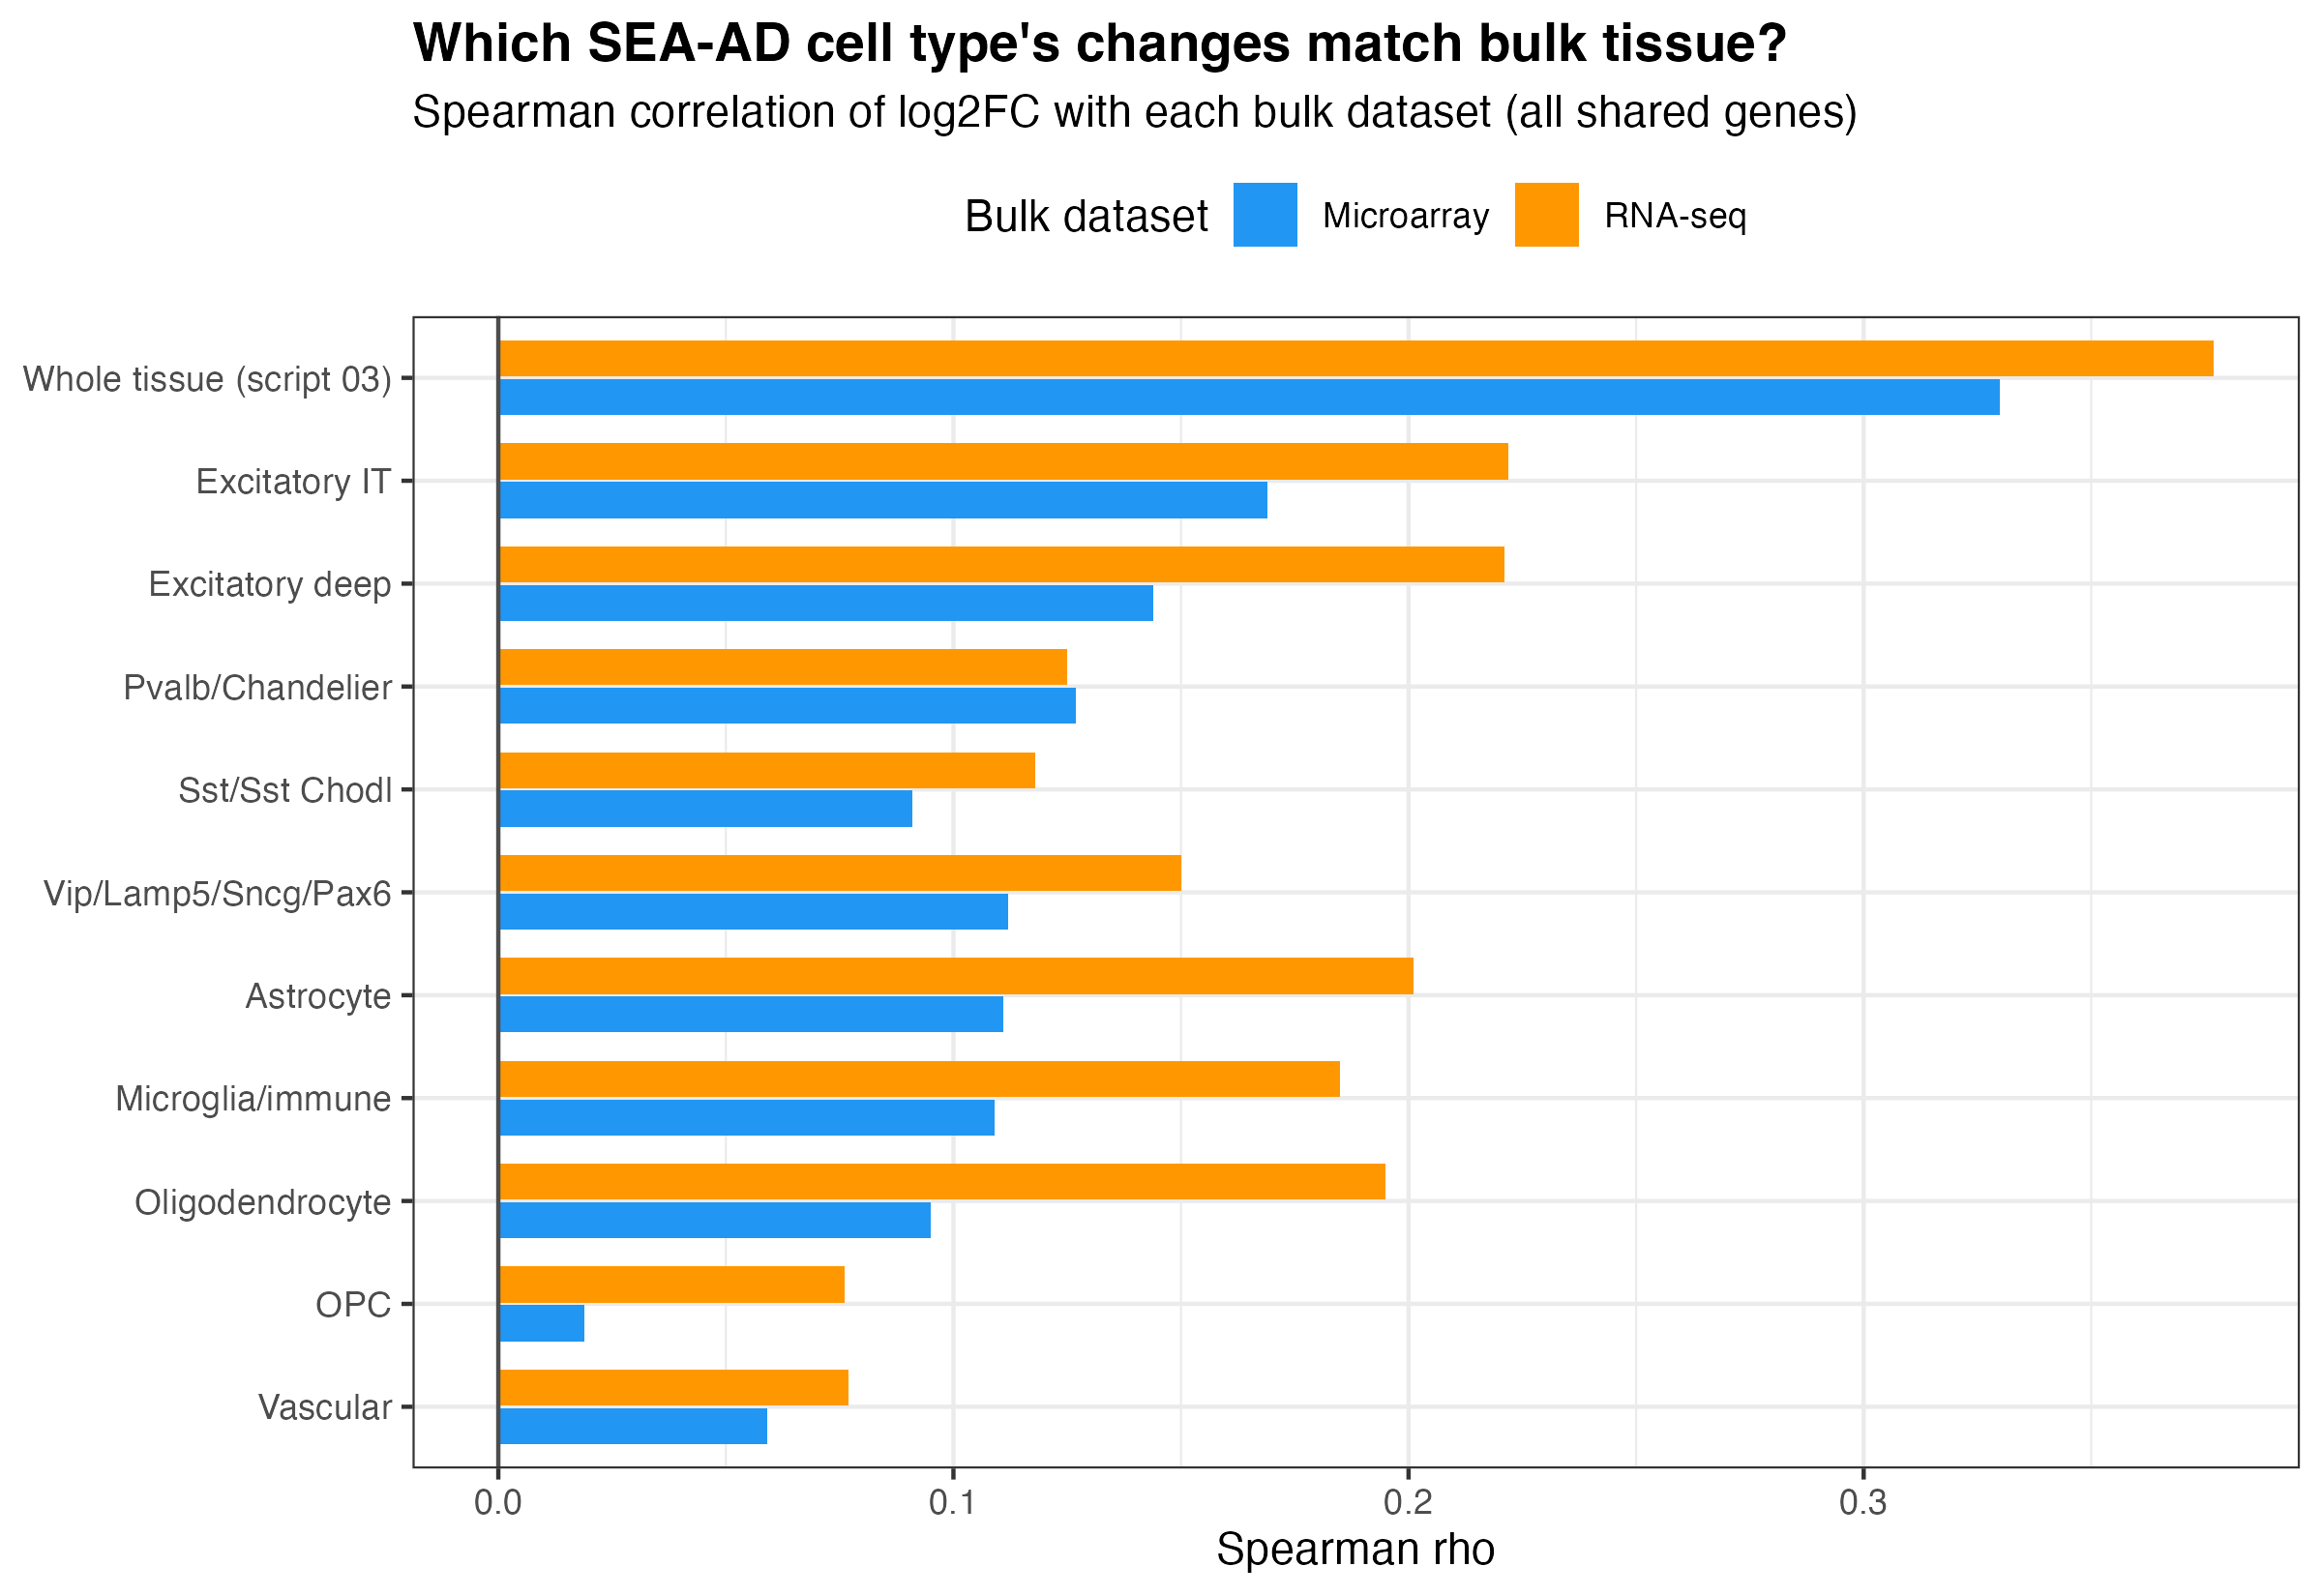 Which SEA-AD cell type's changes match bulk tissue?
Spearman correlation of log2FC with each bulk dataset (all shared genes)
Bulk dataset Microarray RNA-seq
Whole tissue (script 03)
Excitatory IT
Excitatory deep
Pvalb/Chandelier
Sst/Sst Chodl
Vip/Lamp5/Sncg/Pax6
Astrocyte
Microglia/immune
Oligodendrocyte
OPC
Vascular
0.0 0.1 0.2 0.3
Spearman rho